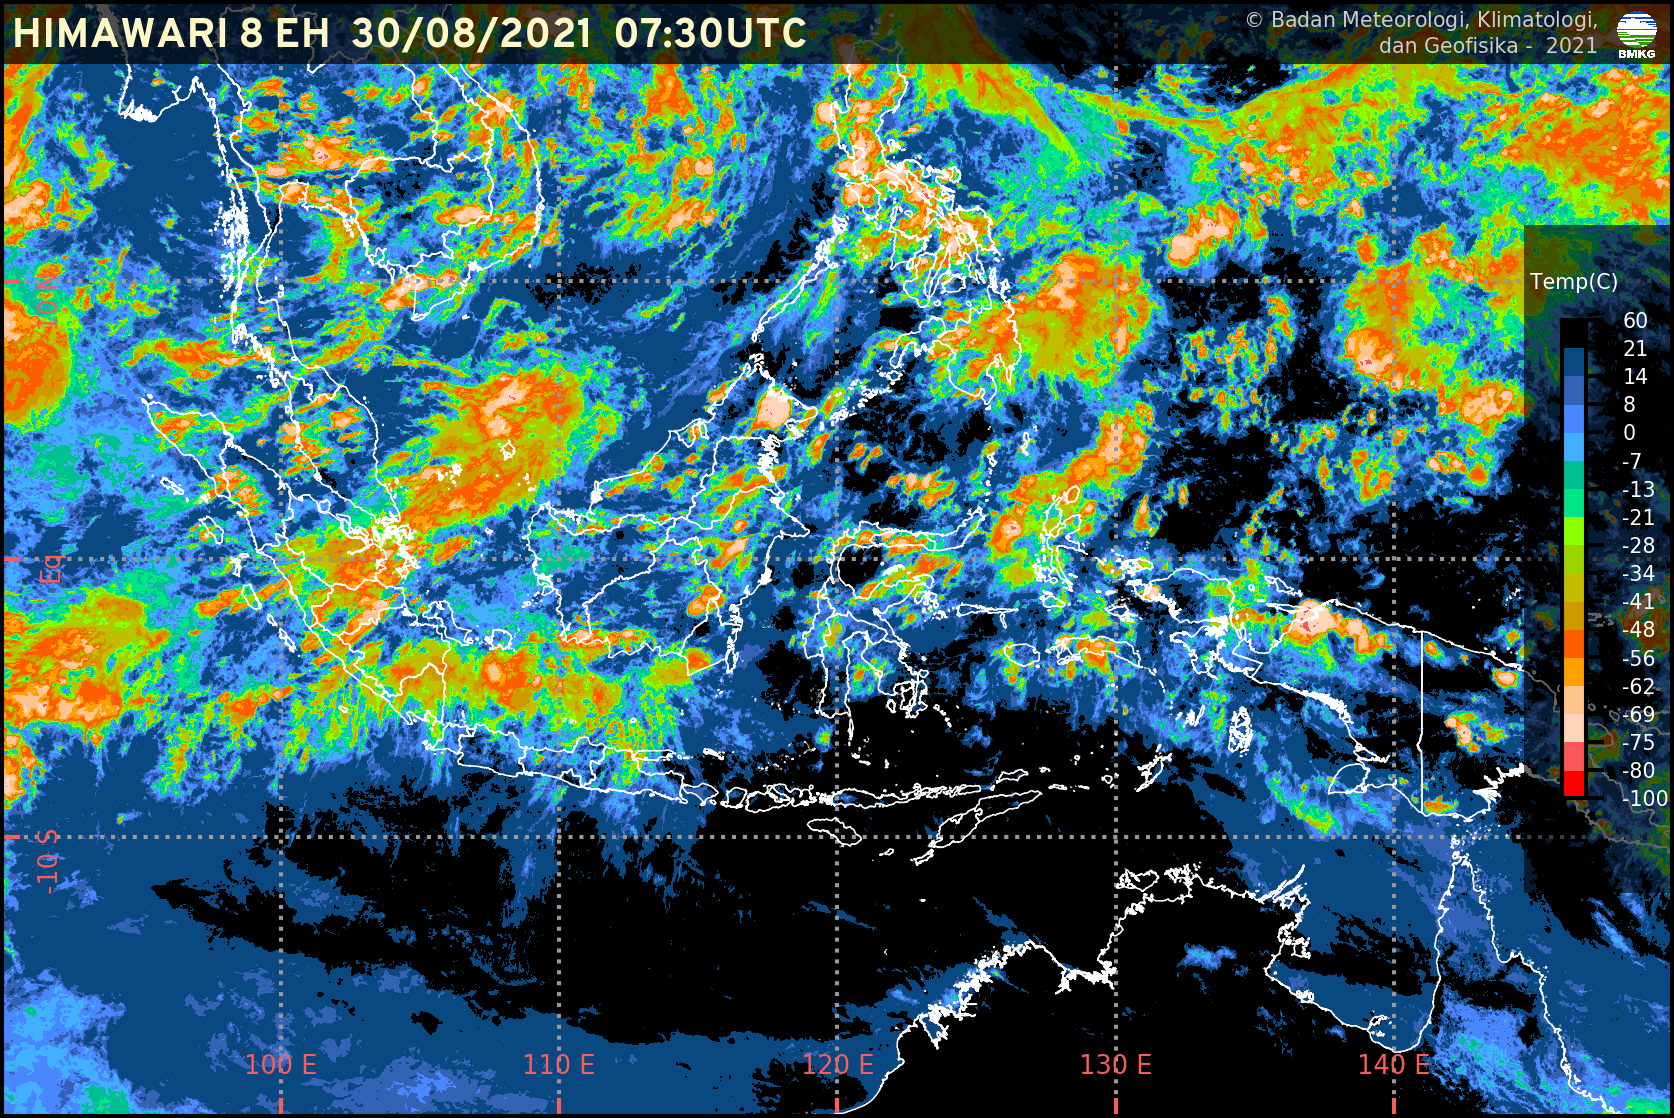 HIMAWARI 8 EH 30/08/2021 07:30UTC
© Badan Meteorologi, Klimatologi,
dan Geofisika - 2021
BMKG
10 N
Eq
-10 S
100 E
110 E
120 E
130 E
140 E
Temp(C)
60
21
14
8
0
-7
-13
-21
-28
-34
-41
-48
-56
-62
-69
-75
-80
-100